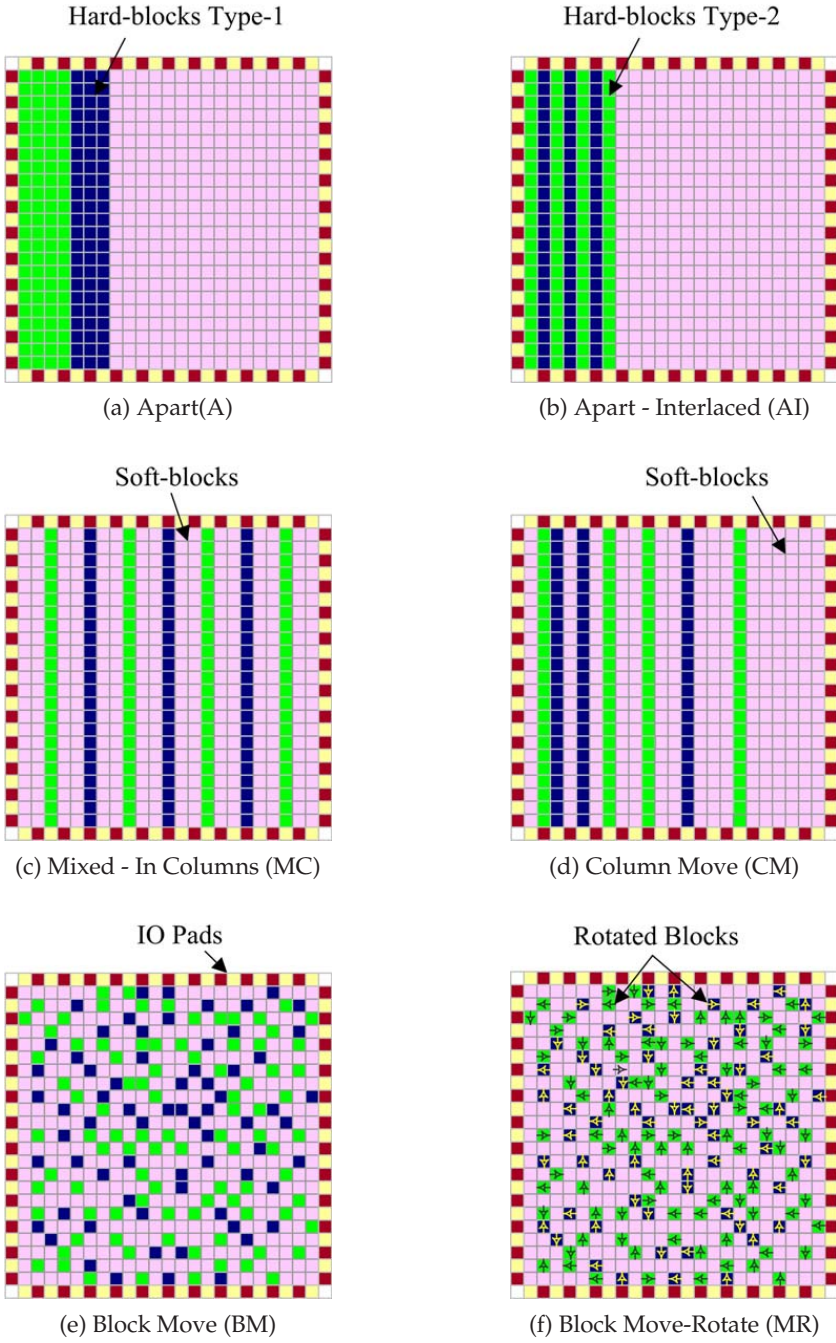 Hard-blocks Type-1
Hard-blocks Type-2
(a) Apart(A)
(b) Apart - Interlaced (AI)
Soft-blocks
Soft-blocks
(c) Mixed - In Columns (MC)
(d) Column Move (CM)
IO Pads
Rotated Blocks
(e) Block Move (BM)
(f) Block Move-Rotate (MR)